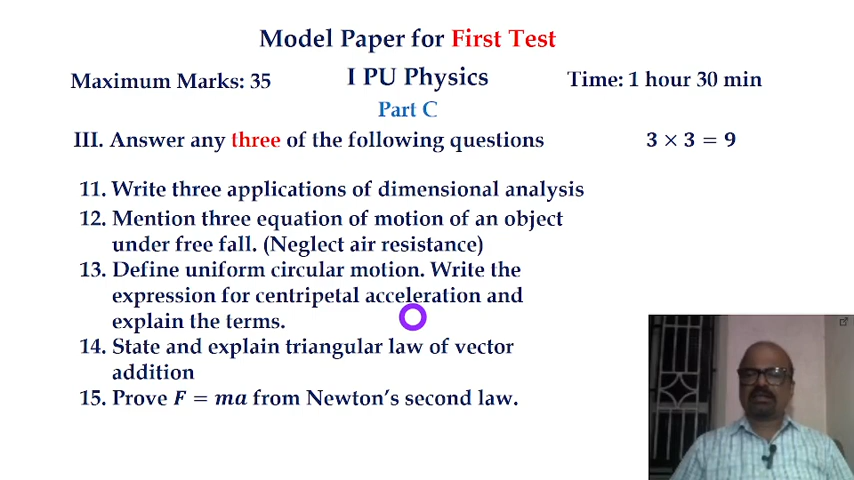 Model Paper for First Test
Maximum Marks: 35 I PU Physics Time: 1 hour 30 min
Part C
III. Answer any three of the following questions 3 × 3 = 9
11. Write three applications of dimensional analysis
12. Mention three equation of motion of an object
under free fall. (Neglect air resistance)
13. Define uniform circular motion. Write the
expression for centripetal acceleration and
explain the terms.
14. State and explain triangular law of vector
addition
15. Prove F = ma from Newton's second law.